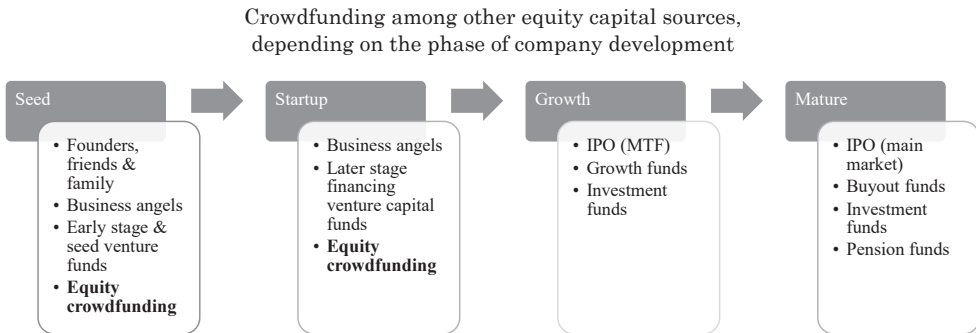 Crowdfunding among other equity capital sources,
depending on the phase of company development
Seed
• Founders,
friends &
family
• Business angels
• Early stage &
seed venture
funds
• Equity
crowdfunding
Startup
• Business angels
• Later stage
financing
venture capital
funds
• Equity
crowdfunding
Growth
• IPO (MTF)
• Growth funds
• Investment
funds
Mature
• IPO (main
market)
• Buyout funds
• Investment
funds
• Pension funds